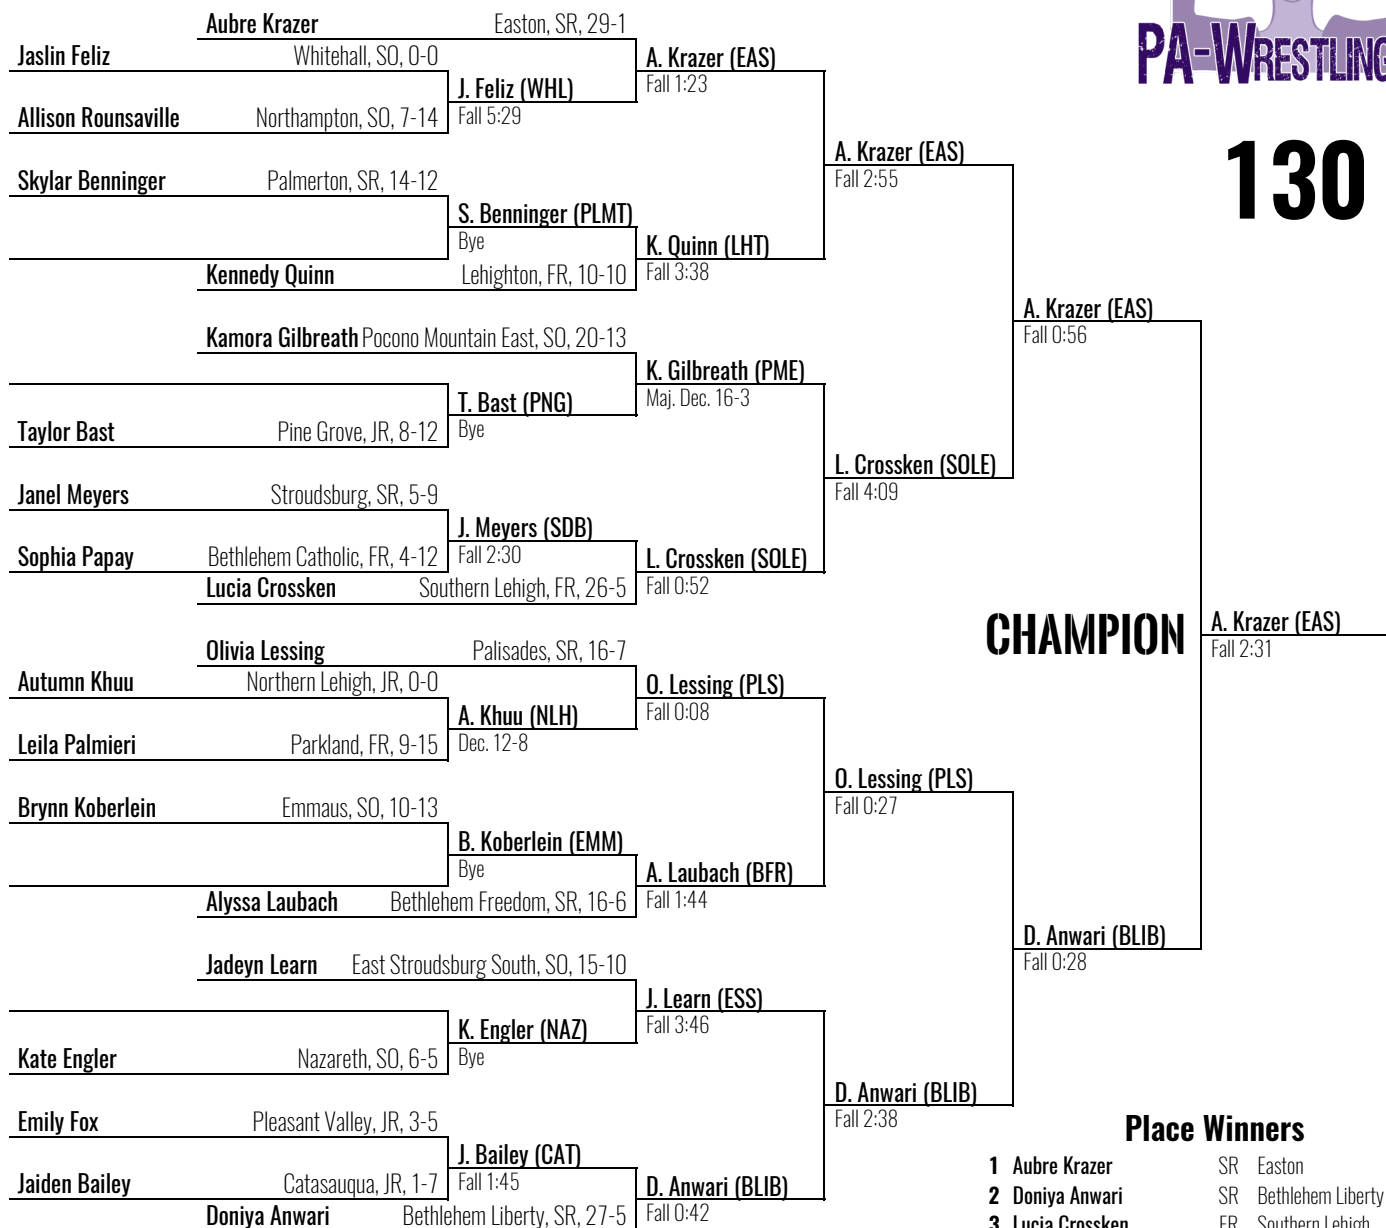 Aubre Krazer Easton, SR, 29-1
Jaslin Feliz Whitehall, SO, 0-0
A. Krazer (EAS)
Fall 1:23
J. Feliz (WHL)
Fall 5:29
Allison Rounsaville Northampton, SO, 7-14
PA-WRESTLING
130
A. Krazer (EAS)
Fall 2:55
Skylar Benninger Palmerton, SR, 14-12
S. Benninger (PLMT)
Bye
K. Quinn (LHT)
Fall 3:38
Kennedy Quinn Lehighton, FR, 10-10
A. Krazer (EAS)
Fall 0:56
Kamora Gilbreath Pocono Mountain East, SO, 20-13
K. Gilbreath (PME)
Maj. Dec. 16-3
T. Bast (PNG)
Bye
Taylor Bast Pine Grove, JR, 8-12
L. Crossken (SOLE)
Fall 4:09
Janel Meyers Stroudsburg, SR, 5-9
J. Meyers (SDB)
Fall 2:30
Sophia Papay Bethlehem Catholic, FR, 4-12
L. Crossken (SOLE)
Fall 0:52
Lucia Crossken Southern Lehigh, FR, 26-5
CHAMPION
A. Krazer (EAS)
Fall 2:31
Olivia Lessing Palisades, SR, 16-7
Autumn Khuu Northern Lehigh, JR, 0-0
O. Lessing (PLS)
Fall 0:08
A. Khuu (NLH)
Dec. 12-8
Leila Palmieri Parkland, FR, 9-15
O. Lessing (PLS)
Fall 0:27
Brynn Koberlein Emmaus, SO, 10-13
B. Koberlein (EMM)
Bye
A. Laubach (BFR)
Fall 1:44
Alyssa Laubach Bethlehem Freedom, SR, 16-6
D. Anwari (BLIB)
Fall 0:28
Jadeyn Learn East Stroudsburg South, SO, 15-10
J. Learn (ESS)
Fall 3:46
K. Engler (NAZ)
Bye
Kate Engler Nazareth, SO, 6-5
D. Anwari (BLIB)
Fall 2:38
Emily Fox Pleasant Valley, JR, 3-5
J. Bailey (CAT)
Fall 1:45
Jaiden Bailey Catasauqua, JR, 1-7
D. Anwari (BLIB)
Fall 0:42
Doniya Anwari Bethlehem Liberty, SR, 27-5
Place Winners
1 Aubre Krazer SR Easton
2 Doniya Anwari SR Bethlehem Liberty
3 Lucia Crossken FR Southern Lehigh